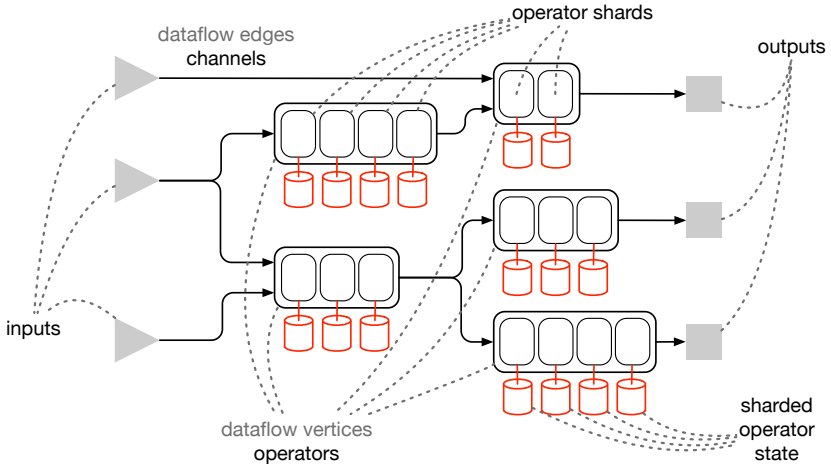 operator shards
dataflow edges
channels
outputs
inputs
dataflow vertices
operators
sharded
operator
state